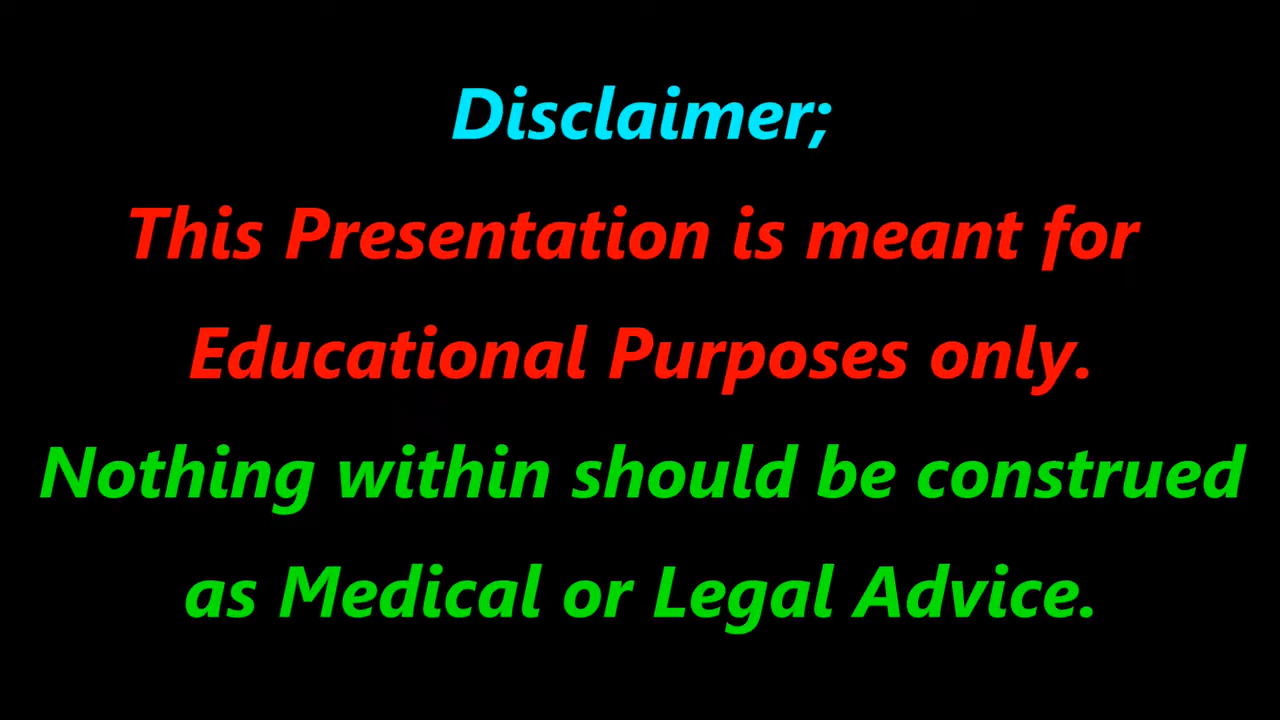 Disclaimer;
This Presentation is meant for
Educational Purposes only.
Nothing within should be construed
as Medical or Legal Advice.